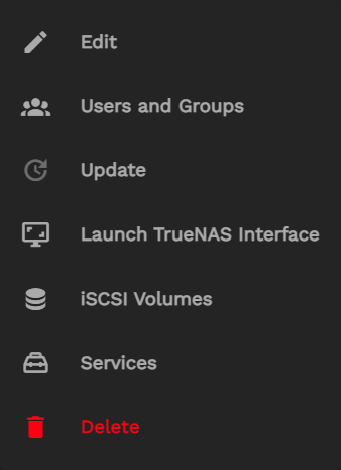 Edit
Users and Groups
Update
Launch TrueNAS Interface
iSCSI Volumes
Services
Delete